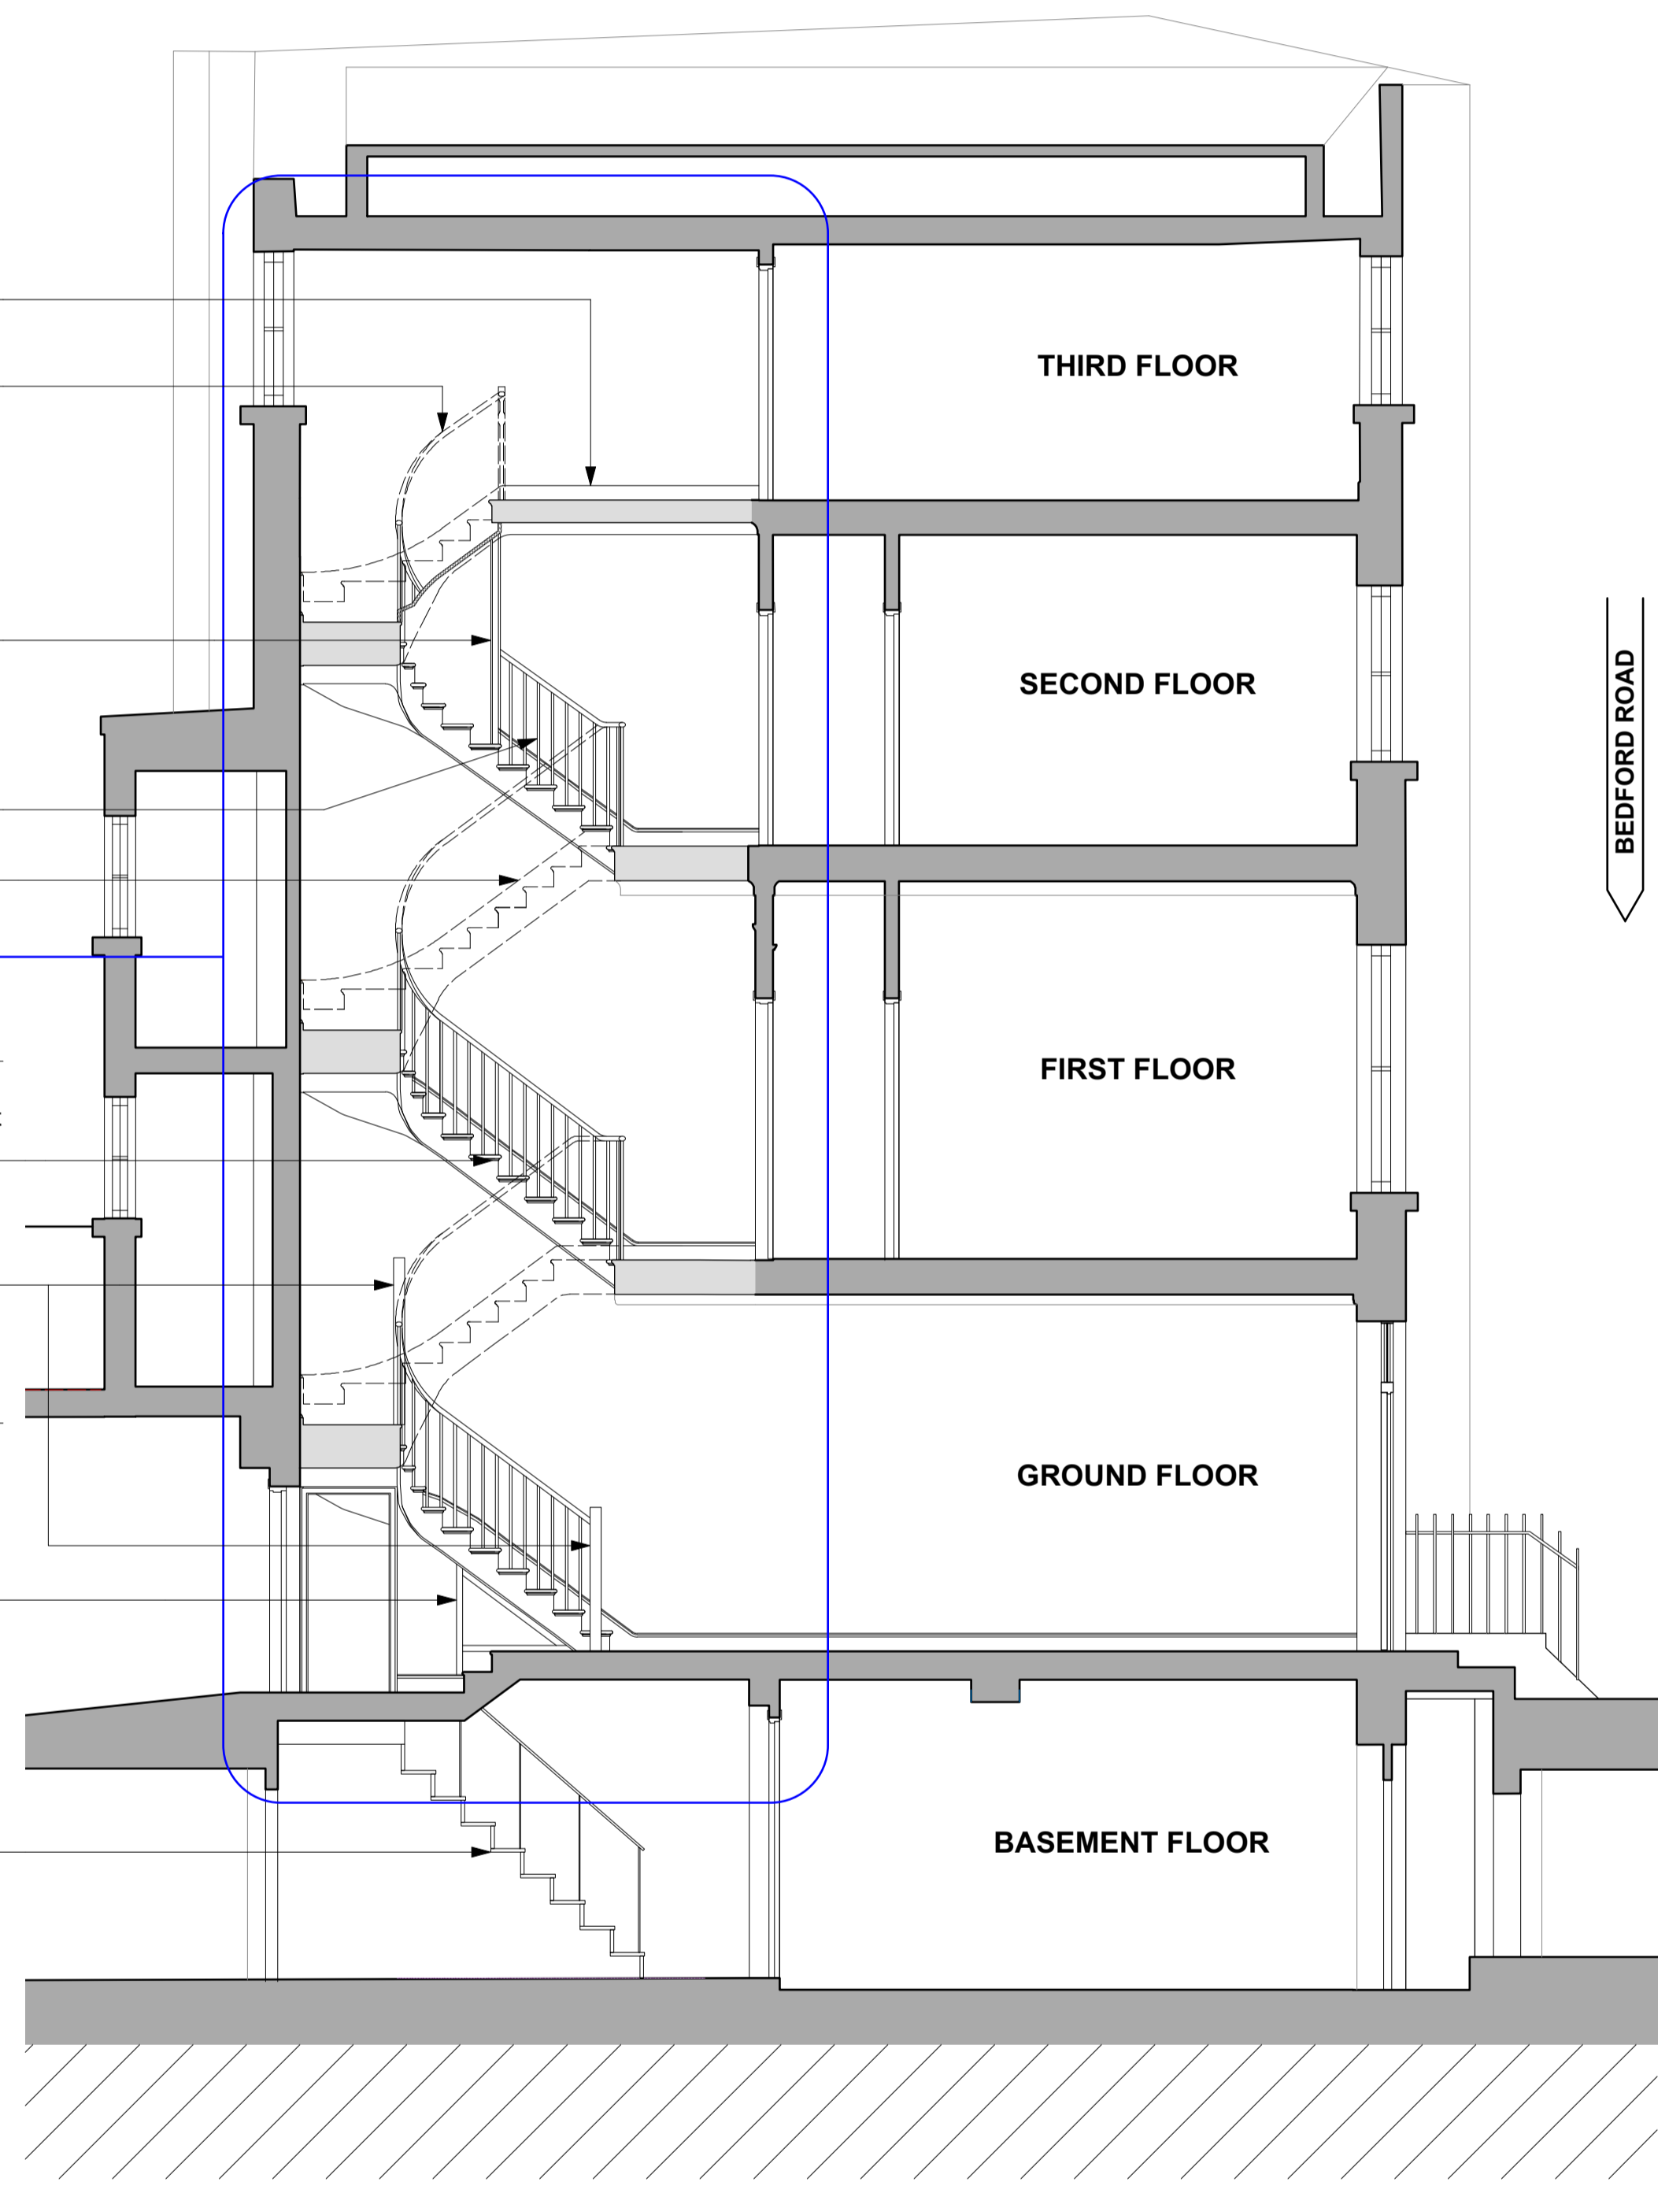 THIRD FLOOR
SECOND FLOOR
BEDFORD ROAD
FIRST FLOOR
GROUND FLOOR
BASEMENT FLOOR